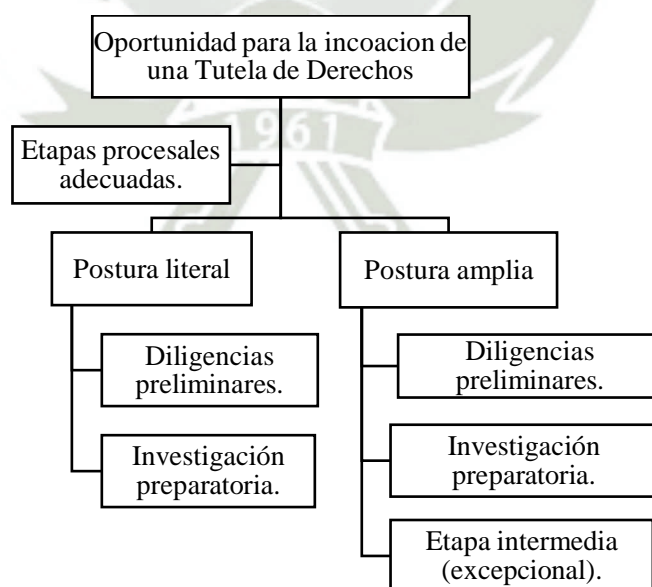 Oportunidad para la incoacion de
una Tutela de Derechos
1961
Etapas procesales
adecuadas.
Postura literal
Postura amplia
Diligencias
preliminares.
Investigación
preparatoria.
Diligencias
preliminares.
Investigación
preparatoria.
Etapa intermedia
(excepcional).